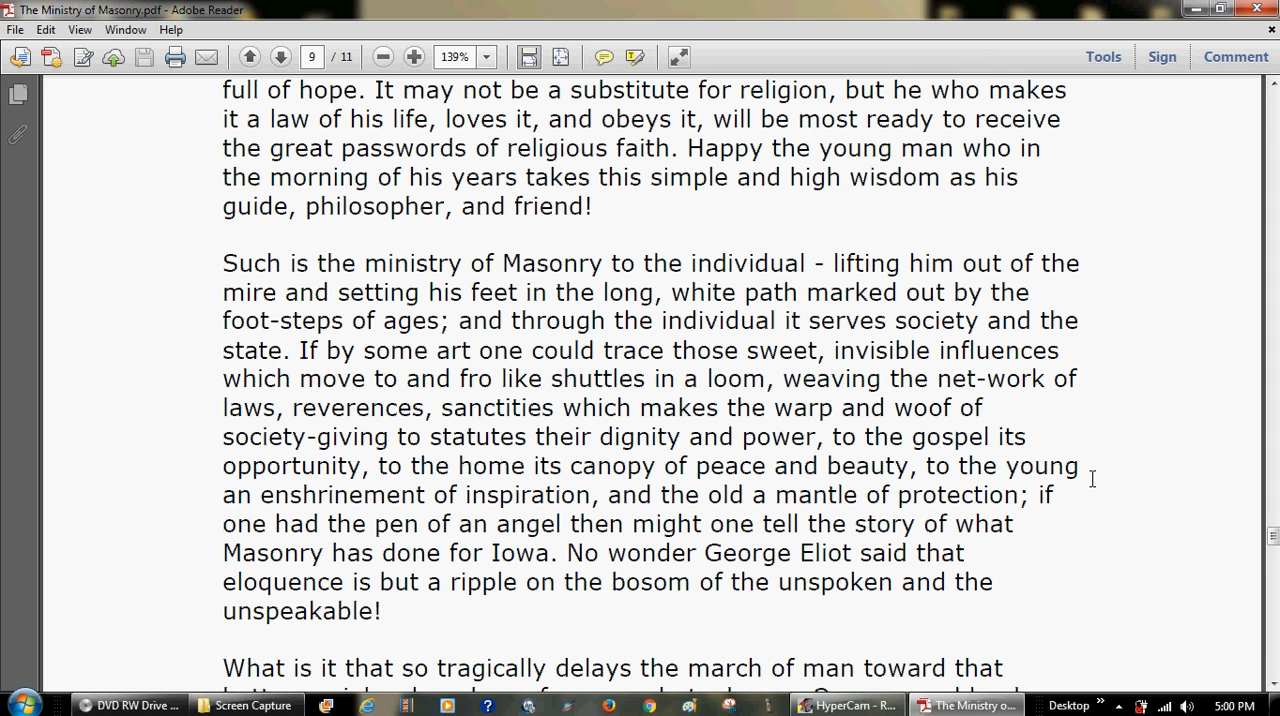 The Ministry of Masonry.pdf - Adobe Reader
File Edit View Window Help
9 / 11 139% Tools Sign Comment
full of hope. It may not be a substitute for religion, but he who makes
it a law of his life, loves it, and obeys it, will be most ready to receive
the great passwords of religious faith. Happy the young man who in
the morning of his years takes this simple and high wisdom as his
guide, philosopher, and friend!
Such is the ministry of Masonry to the individual - lifting him out of the
mire and setting his feet in the long, white path marked out by the
foot-steps of ages; and through the individual it serves society and the
state. If by some art one could trace those sweet, invisible influences
which move to and fro like shuttles in a loom, weaving the net-work of
laws, reverences, sanctities which makes the warp and woof of
society-giving to statutes their dignity and power, to the gospel its
opportunity, to the home its canopy of peace and beauty, to the young
an enshrinement of inspiration, and the old a mantle of protection; if
one had the pen of an angel then might one tell the story of what
Masonry has done for Iowa. No wonder George Eliot said that
eloquence is but a ripple on the bosom of the unspoken and the
unspeakable!
What is it that so tragically delays the march of man toward that
DVD RW Drive ... Screen Capture HyperCam - R... The Ministry o... Desktop 5:00 PM